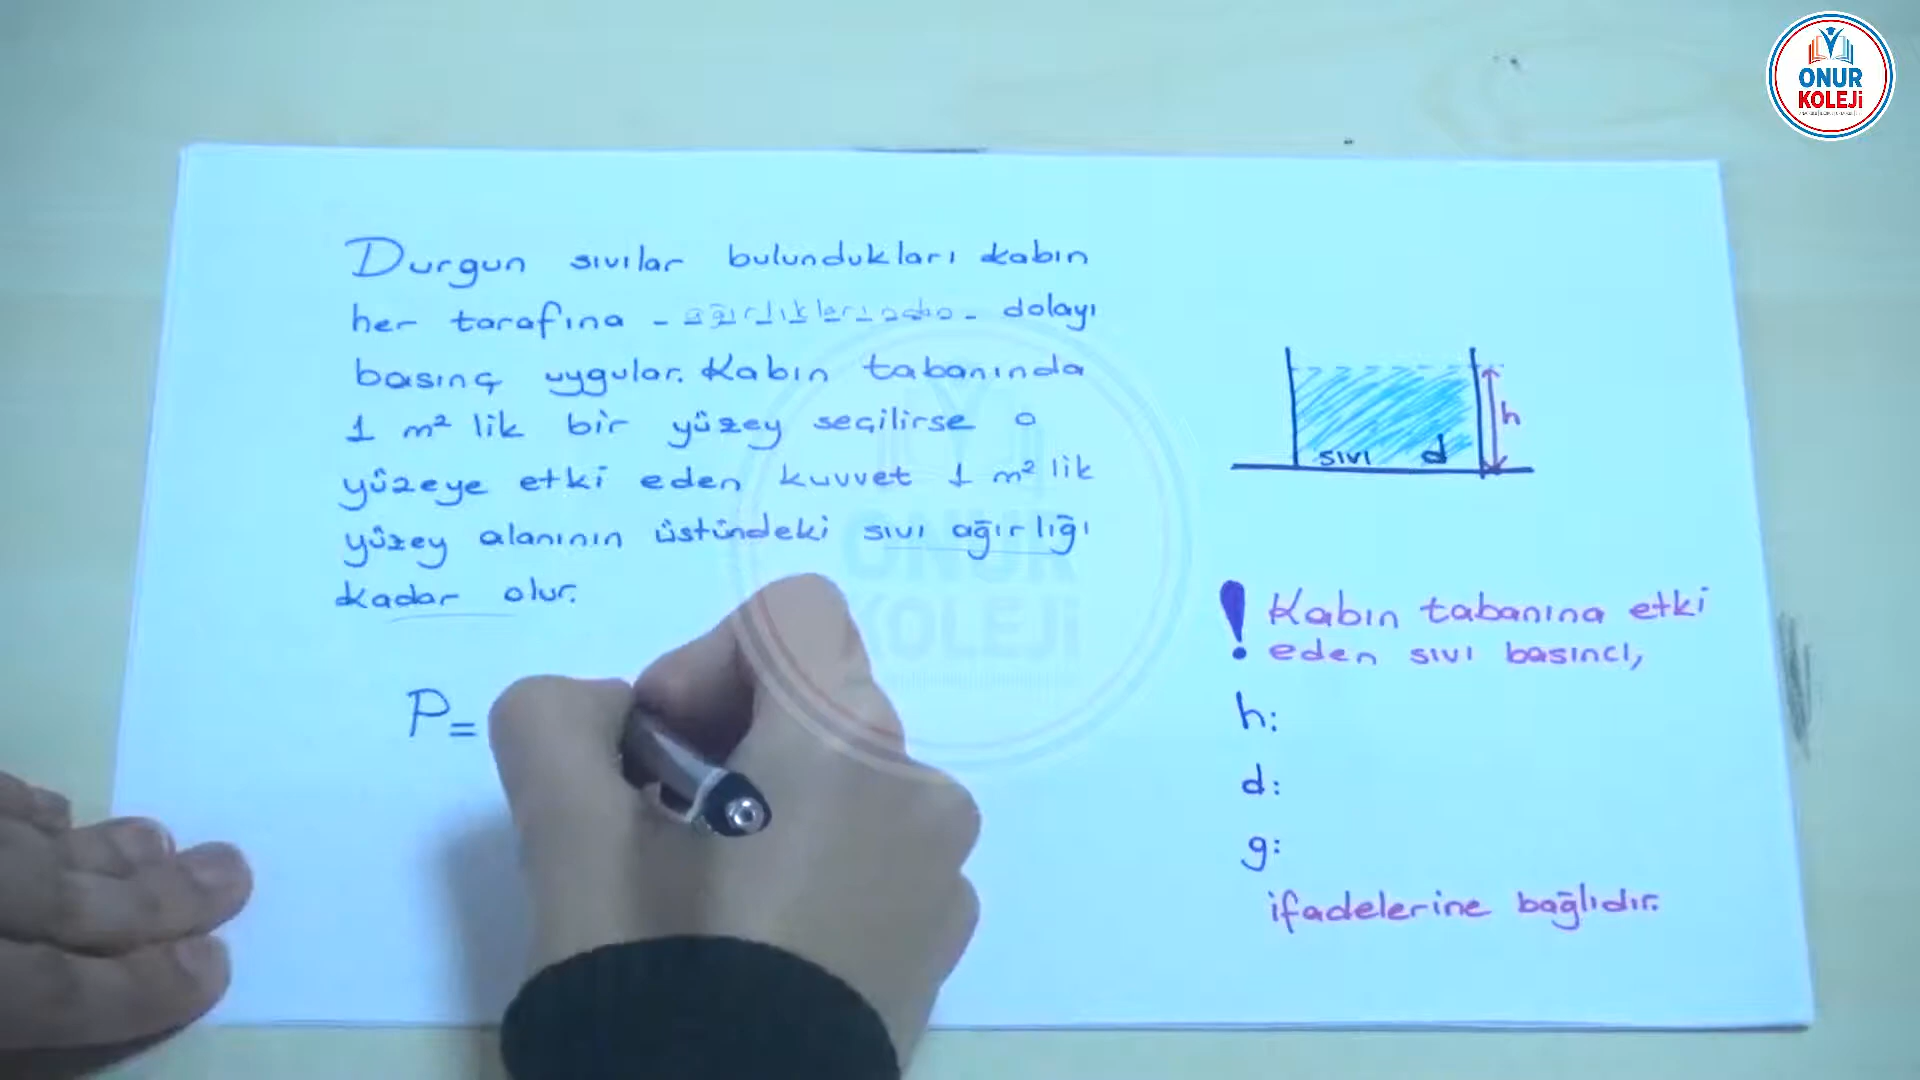 ONUR
KOLEJİ
Durgun sıvılar bulundukları kabın
her tarafına - ağırlıklarından - dolayı
basınç uygular. Kabın tabanında
1 m² lik bir yüzey seçilirse o
yüzeye etki eden kuvvet 1 m² lik
yüzey alanının üstündeki sıvı ağırlığı
kadar olur.
P=
h
sıvı d
! Kabın tabanına etki
eden sıvı basıncı,
h:
d:
g:
ifadelerine bağlıdır.
ONUR
KOLEJİ